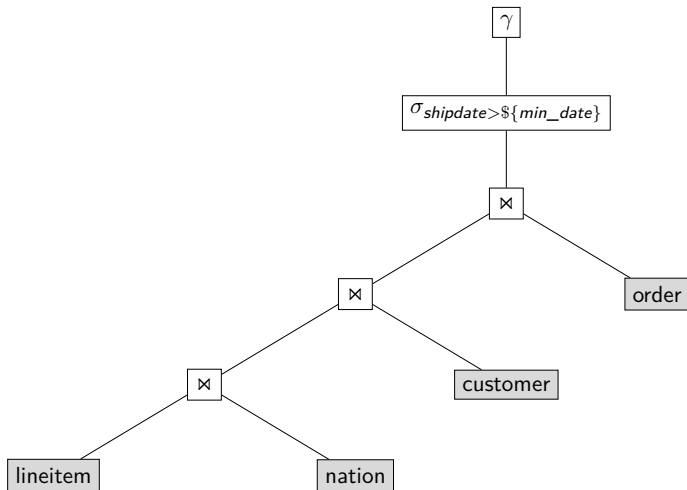 γ
σshipdate>${min_date}
⋈
⋈
order
⋈
customer
lineitem
nation